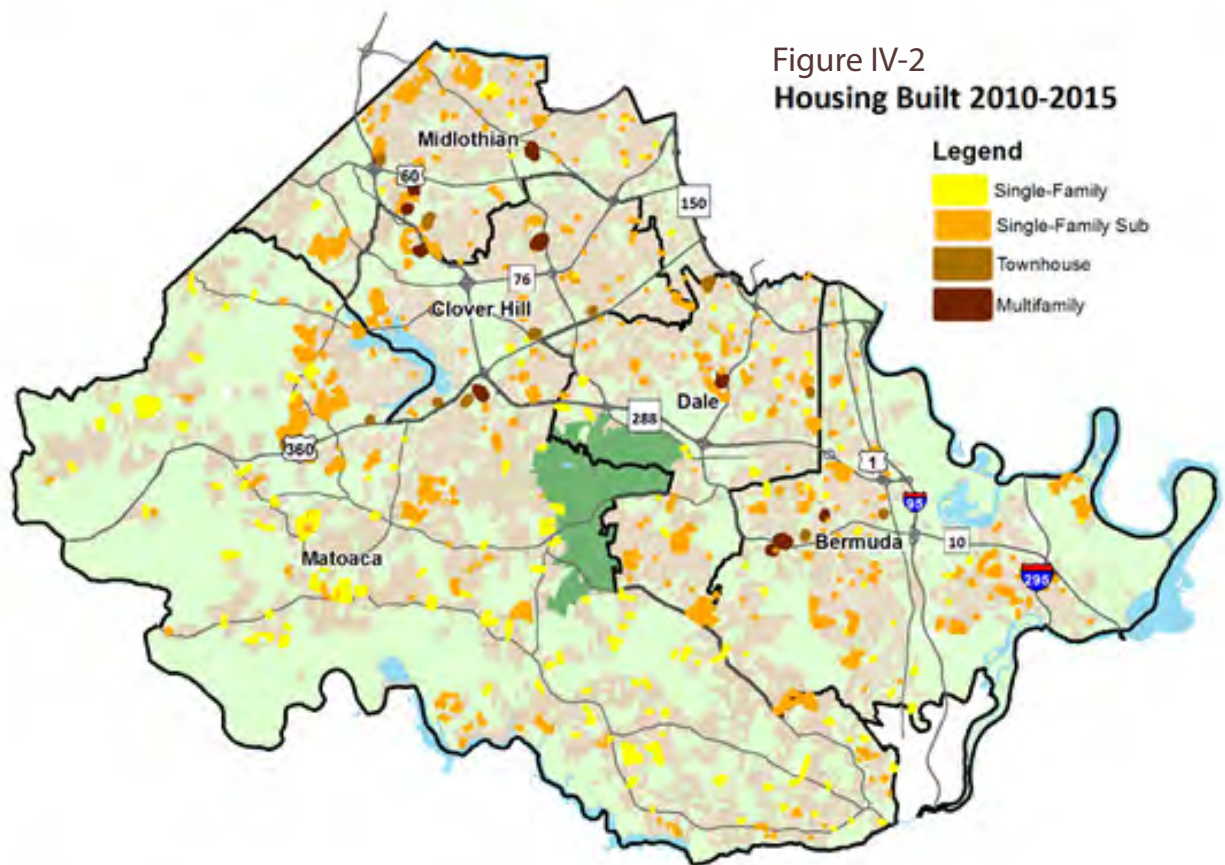 Figure IV-2
Housing Built 2010-2015
Legend
Single-Family
Single-Family Sub
Townhouse
Multifamily
Midlothian
60
150
76
Clover Hill
Dale
288
360
1
95
Matoaca
Bermuda
10
295